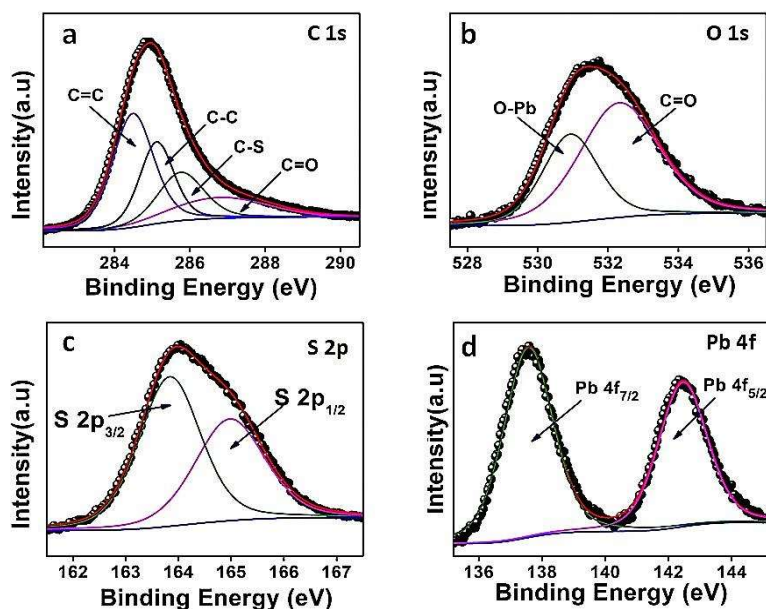 a
C 1s
C=C
C-C
C-S
C=O
Intensity(a.u)
284 286 288 290
Binding Energy (eV)
b
O 1s
O-Pb
C=O
Intensity(a.u)
528 530 532 534 536
Binding Energy (eV)
c
S 2p
S 2p3/2
S 2p1/2
Intensity(a.u)
162 163 164 165 166 167
Binding Energy (eV)
d
Pb 4f
Pb 4f7/2
Pb 4f5/2
Intensity(a.u)
136 138 140 142 144
Binding Energy (eV)